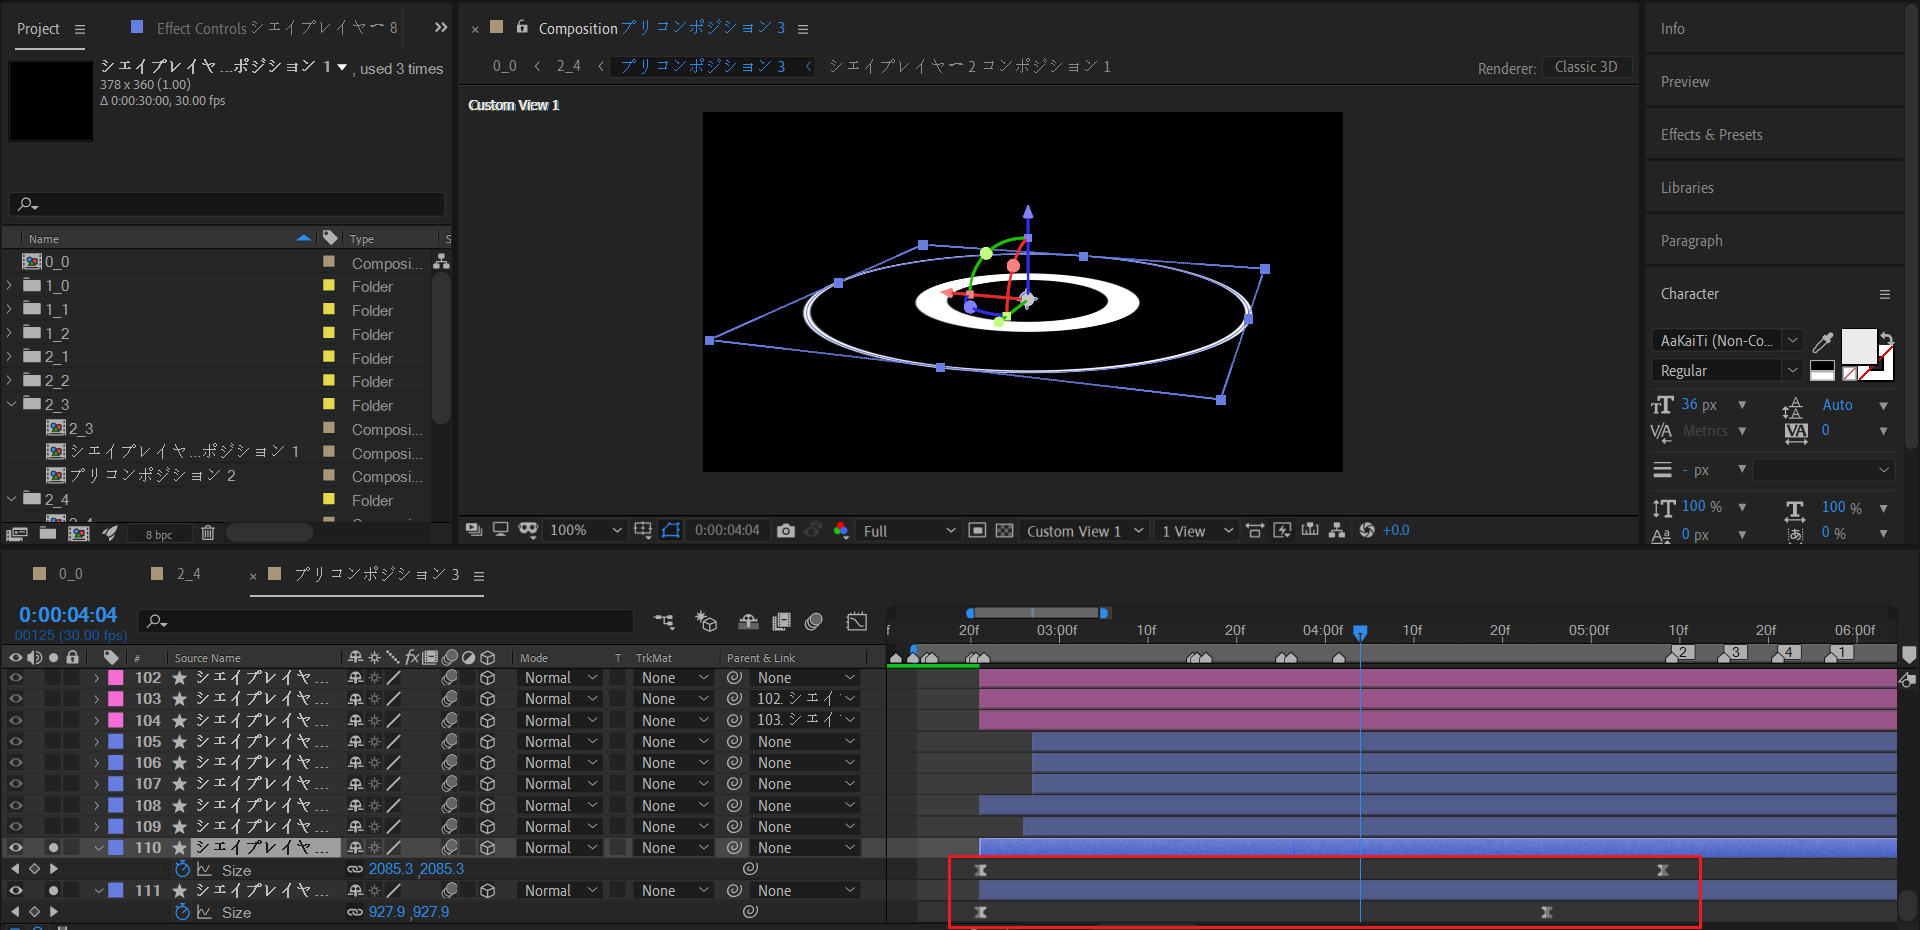 Project
Effect Controls シェイプレイヤー 8
シェイプレイヤ...ポジション 1 , used 3 times
378 x 360 (1.00)
Δ 0:00:30:00, 30.00 fps
Name
Type
S
0_0
Composi...
1_0
Folder
1_1
Folder
1_2
Folder
2_1
Folder
2_2
Folder
2_3
Folder
2_3
Composi...
シェイプレイヤ...ポジション 1
Composi...
プリコンポジション 2
Composi...
2_4
Folder
8 bpc
Composition プリコンポジション 3
0_0
2_4
プリコンポジション 3
シェイプレイヤー 2 コンポジション 1
Renderer:
Classic 3D
Custom View 1
100%
0:00:04:04
Full
Custom View 1
1 View
+0.0
Info
Preview
Effects & Presets
Libraries
Paragraph
Character
AaKaiTi (Non-Co...
Regular
36 px
Auto
Metrics
0
- px
100 %
100 %
0 px
0 %
0_0
2_4
プリコンポジション 3
0:00:04:04
00125 (30.00 fps)
f
20f
03:00f
10f
20f
04:00f
10f
20f
05:00f
10f
20f
06:00f
2
3
4
1
#
Source Name
Mode
T
TrkMat
Parent & Link
102 シェイプレイヤ... Normal None None
103 シェイプレイヤ... Normal None 102. シェイ
104 シェイプレイヤ... Normal None 103. シェイ
105 シェイプレイヤ... Normal None None
106 シェイプレイヤ... Normal None None
107 シェイプレイヤ... Normal None None
108 シェイプレイヤ... Normal None None
109 シェイプレイヤ... Normal None None
110 シェイプレイヤ... Normal None None
Size 2085.3 ,2085.3
111 シェイプレイヤ... Normal None None
Size 927.9 ,927.9